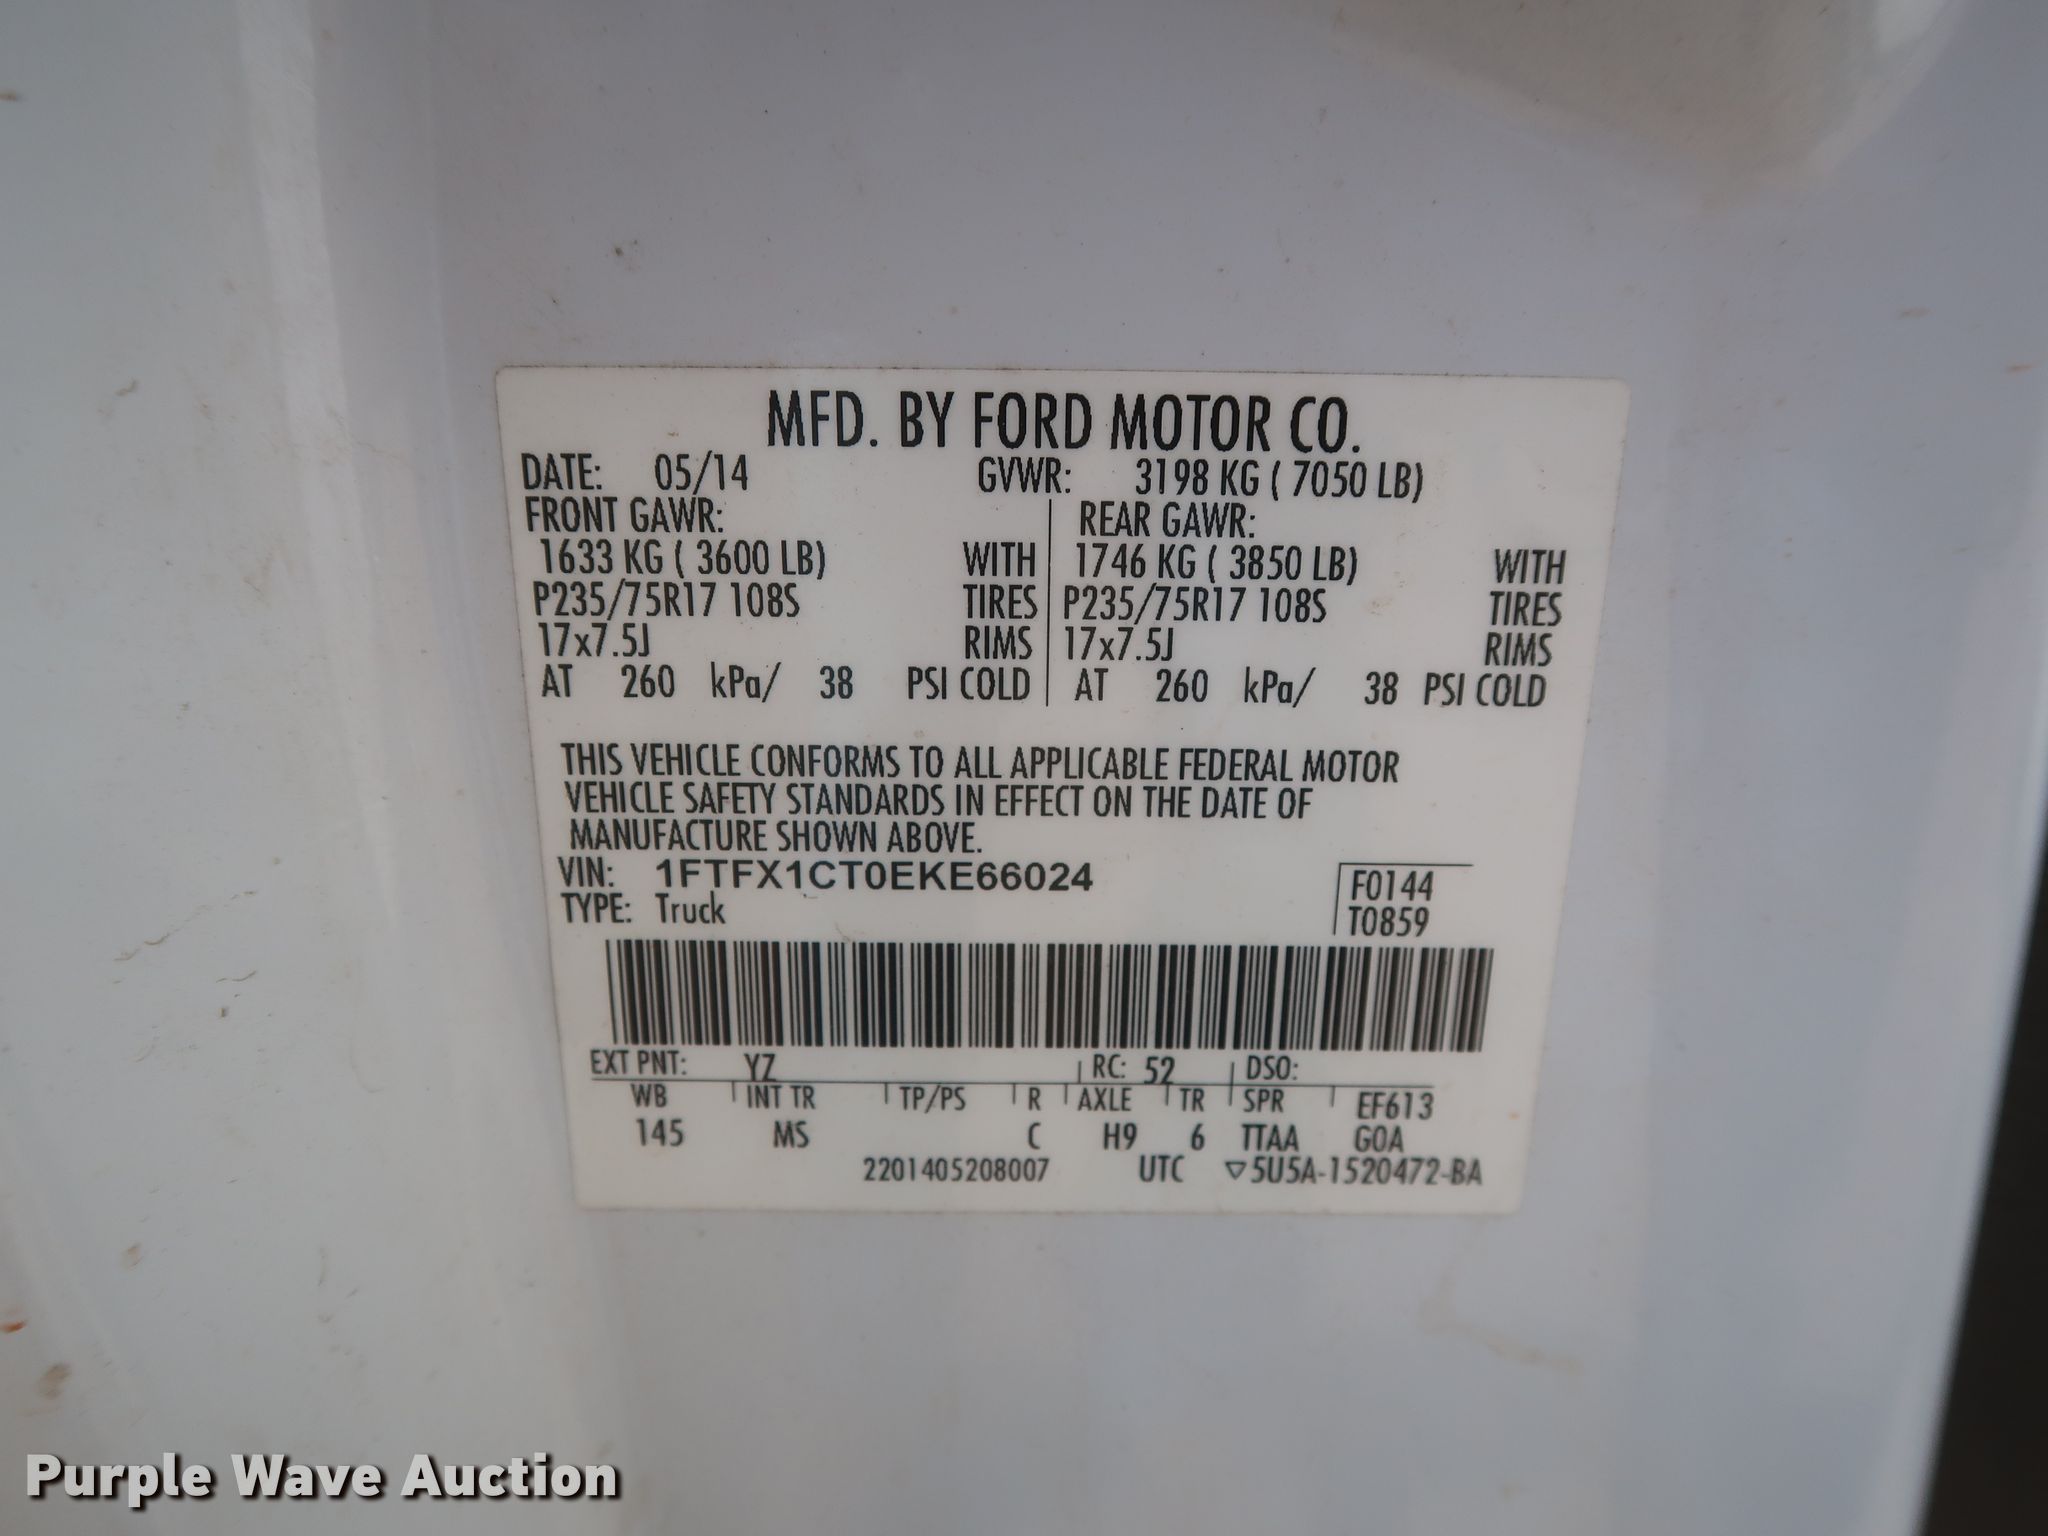 MFD. BY FORD MOTOR CO.
DATE: 05/14 GVWR: 3198 KG ( 7050 LB)
FRONT GAWR: REAR GAWR:
1633 KG ( 3600 LB) WITH 1746 KG ( 3850 LB) WITH
P235/75R17 108S TIRES P235/75R17 108S TIRES
17x7.5J RIMS 17x7.5J RIMS
AT 260 kPa/ 38 PSI COLD AT 260 kPa/ 38 PSI COLD
THIS VEHICLE CONFORMS TO ALL APPLICABLE FEDERAL MOTOR
VEHICLE SAFETY STANDARDS IN EFFECT ON THE DATE OF
MANUFACTURE SHOWN ABOVE.
VIN: 1FTFX1CT0EKE66024 F0144
TYPE: Truck T0859
EXT PNT: YZ RC: 52 DSO:
WB INT TR TP/PS R AXLE TR SPR EF613
145 MS C H9 6 TTAA GOA
2201405208007 UTC ▽5U5A-1520472-BA
Purple Wave Auction